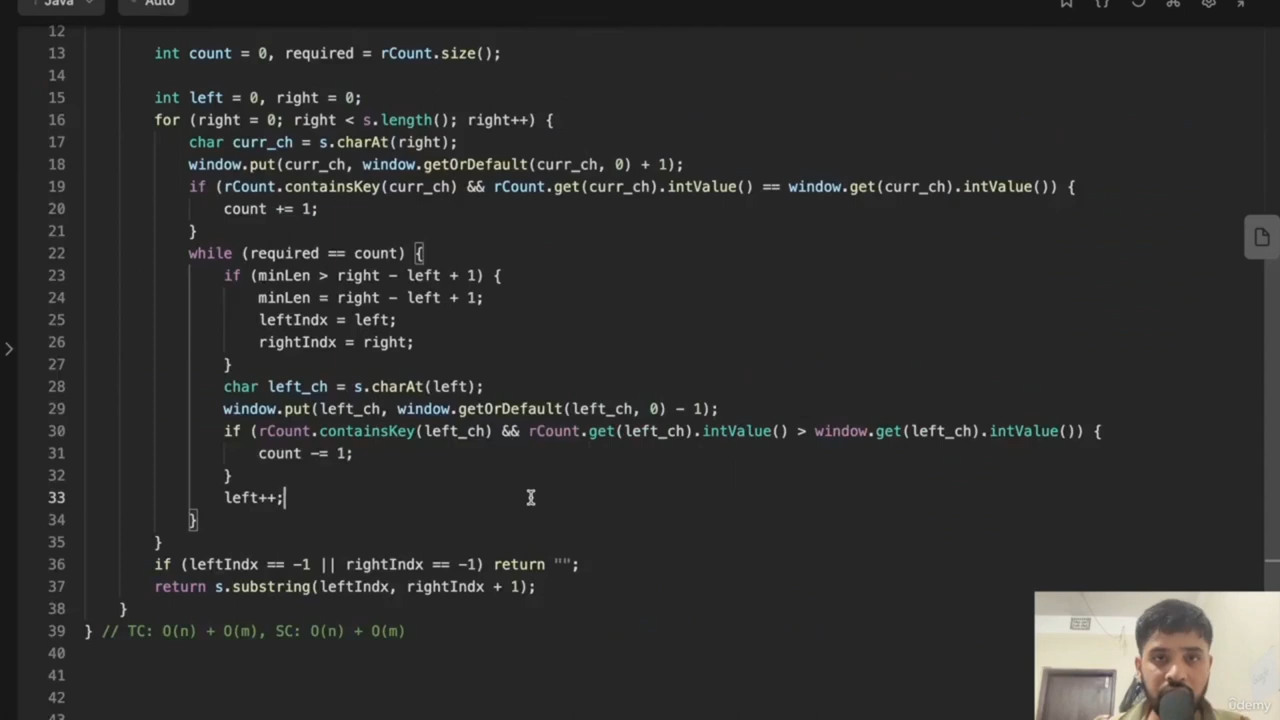 Java Auto
12
13 int count = 0, required = rCount.size();
14
15 int left = 0, right = 0;
16 for (right = 0; right < s.length(); right++) {
17 char curr_ch = s.charAt(right);
18 window.put(curr_ch, window.getOrDefault(curr_ch, 0) + 1);
19 if (rCount.containsKey(curr_ch) && rCount.get(curr_ch).intValue() == window.get(curr_ch).intValue()) {
20 count += 1;
21 }
22 while (required == count) {
23 if (minLen > right - left + 1) {
24 minLen = right - left + 1;
25 leftIndx = left;
26 rightIndx = right;
27 }
28 char left_ch = s.charAt(left);
29 window.put(left_ch, window.getOrDefault(left_ch, 0) - 1);
30 if (rCount.containsKey(left_ch) && rCount.get(left_ch).intValue() > window.get(left_ch).intValue()) {
31 count -= 1;
32 }
33 left++;
34 }
35 }
36 if (leftIndx == -1 || rightIndx == -1) return "";
37 return s.substring(leftIndx, rightIndx + 1);
38 }
39 } // TC: O(n) + O(m), SC: O(n) + O(m)
40
41
42
43
ûdemy